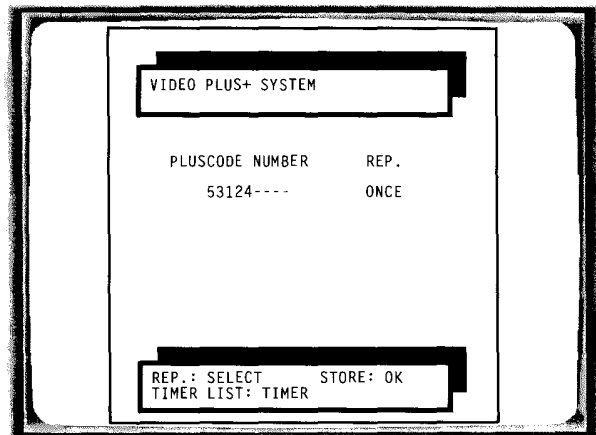 VIDEO PLUS+ SYSTEM
PLUSCODE NUMBER REP.
53124---- ONCE
REP.: SELECT STORE: OK
TIMER LIST: TIMER